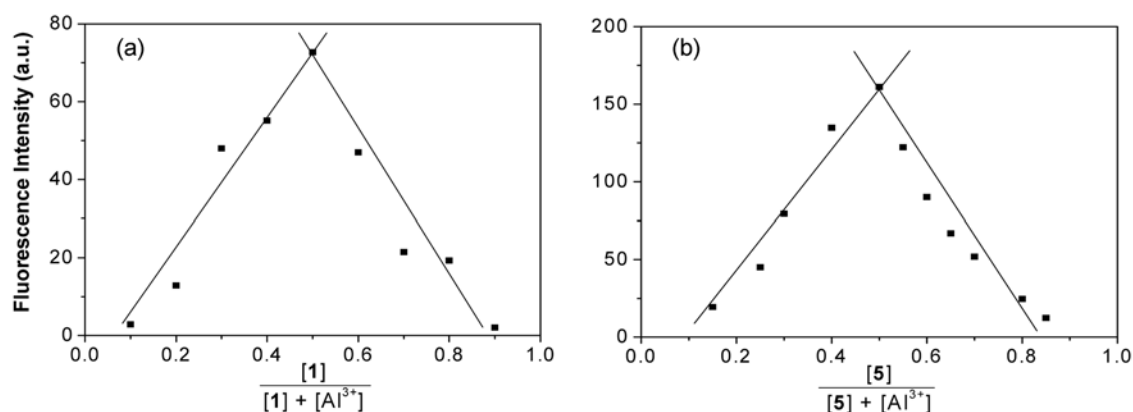 (a)
Fluorescence Intensity (a.u.)
80
60
40
20
0
0.0 0.2 0.4 0.6 0.8 1.0
[1]
[1] + [Al³⁺]
(b)
200
150
100
50
0
0.0 0.2 0.4 0.6 0.8 1.0
[5]
[5] + [Al³⁺]